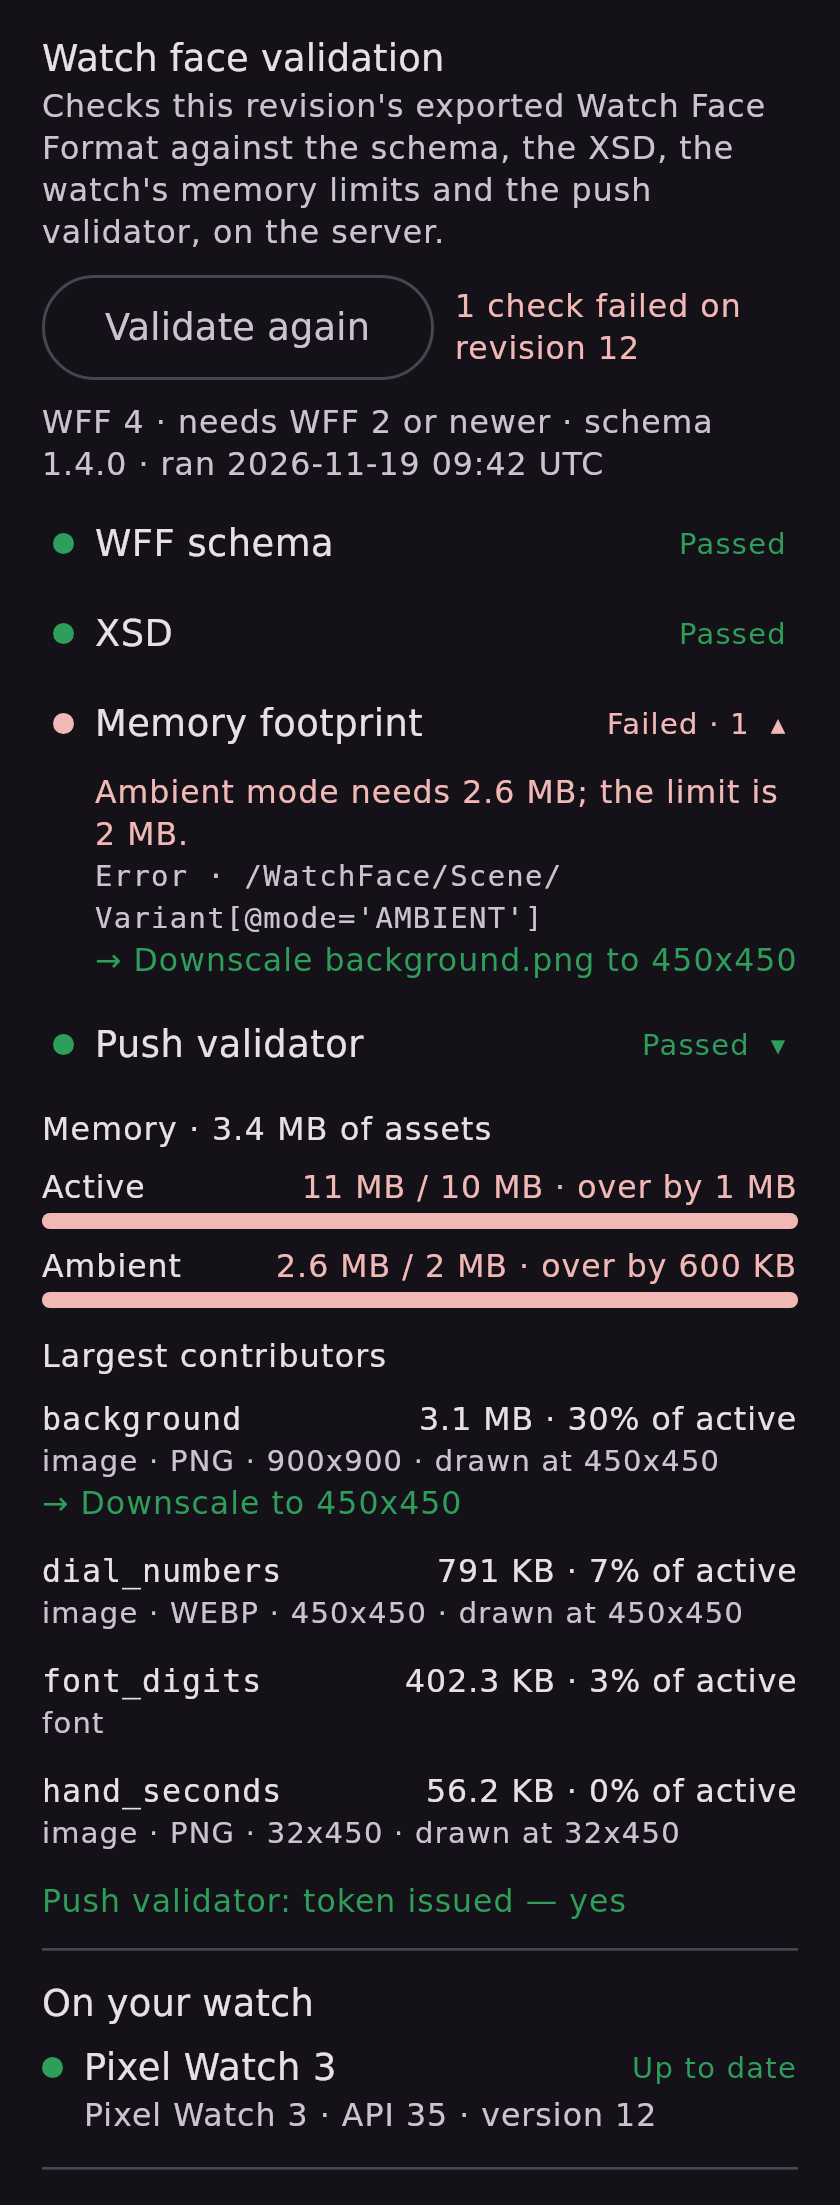 Watch face validation
Checks this revision's exported Watch Face
Format against the schema, the XSD, the
watch's memory limits and the push
validator, on the server.
Validate again
1 check failed on
revision 12
WFF 4 · needs WFF 2 or newer · schema
1.4.0 · ran 2026-11-19 09:42 UTC
WFF schema Passed
XSD Passed
Memory footprint Failed · 1 ▲
Ambient mode needs 2.6 MB; the limit is
2 MB.
Error · /WatchFace/Scene/
Variant[@mode='AMBIENT']
→ Downscale background.png to 450x450
Push validator Passed ▼
Memory · 3.4 MB of assets
Active 11 MB / 10 MB · over by 1 MB
Ambient 2.6 MB / 2 MB · over by 600 KB
Largest contributors
background 3.1 MB · 30% of active
image · PNG · 900x900 · drawn at 450x450
→ Downscale to 450x450
dial_numbers 791 KB · 7% of active
image · WEBP · 450x450 · drawn at 450x450
font_digits 402.3 KB · 3% of active
font
hand_seconds 56.2 KB · 0% of active
image · PNG · 32x450 · drawn at 32x450
Push validator: token issued — yes
On your watch
Pixel Watch 3 Up to date
Pixel Watch 3 · API 35 · version 12